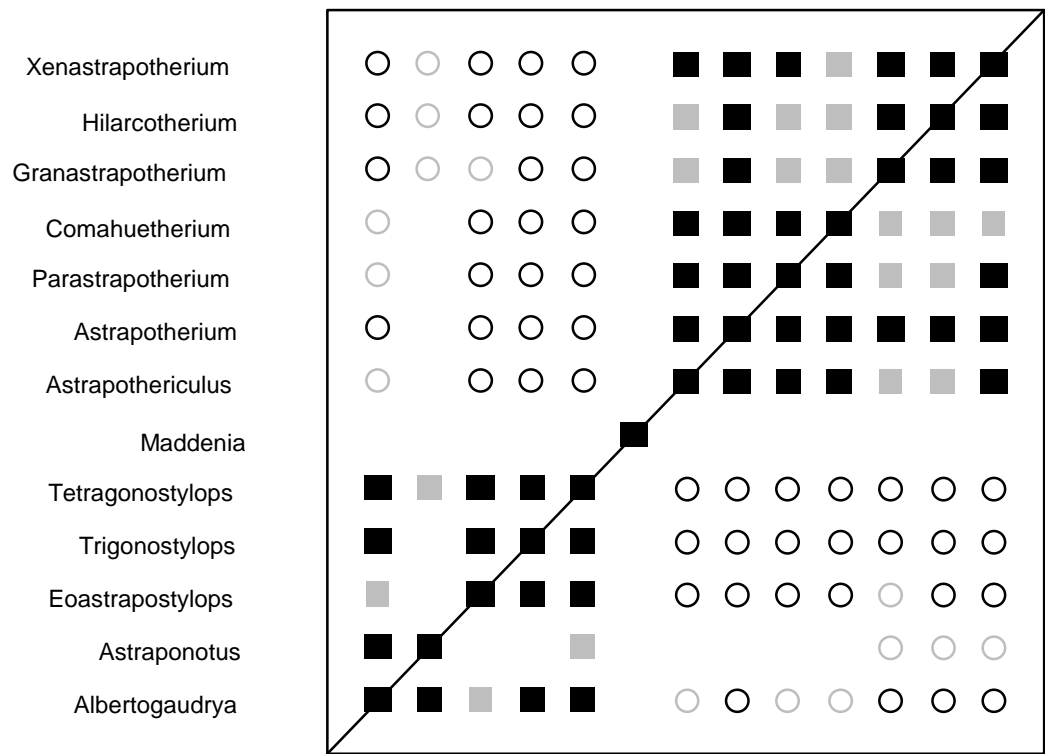 Xenastrapotherium
Hilarcotherium
Granastrapotherium
Comahuetherium
Parastrapotherium
Astrapotherium
Astrapothericulus
Maddenia
Tetragonostylops
Trigonostylops
Eoastrapostylops
Astraponotus
Albertogaudrya